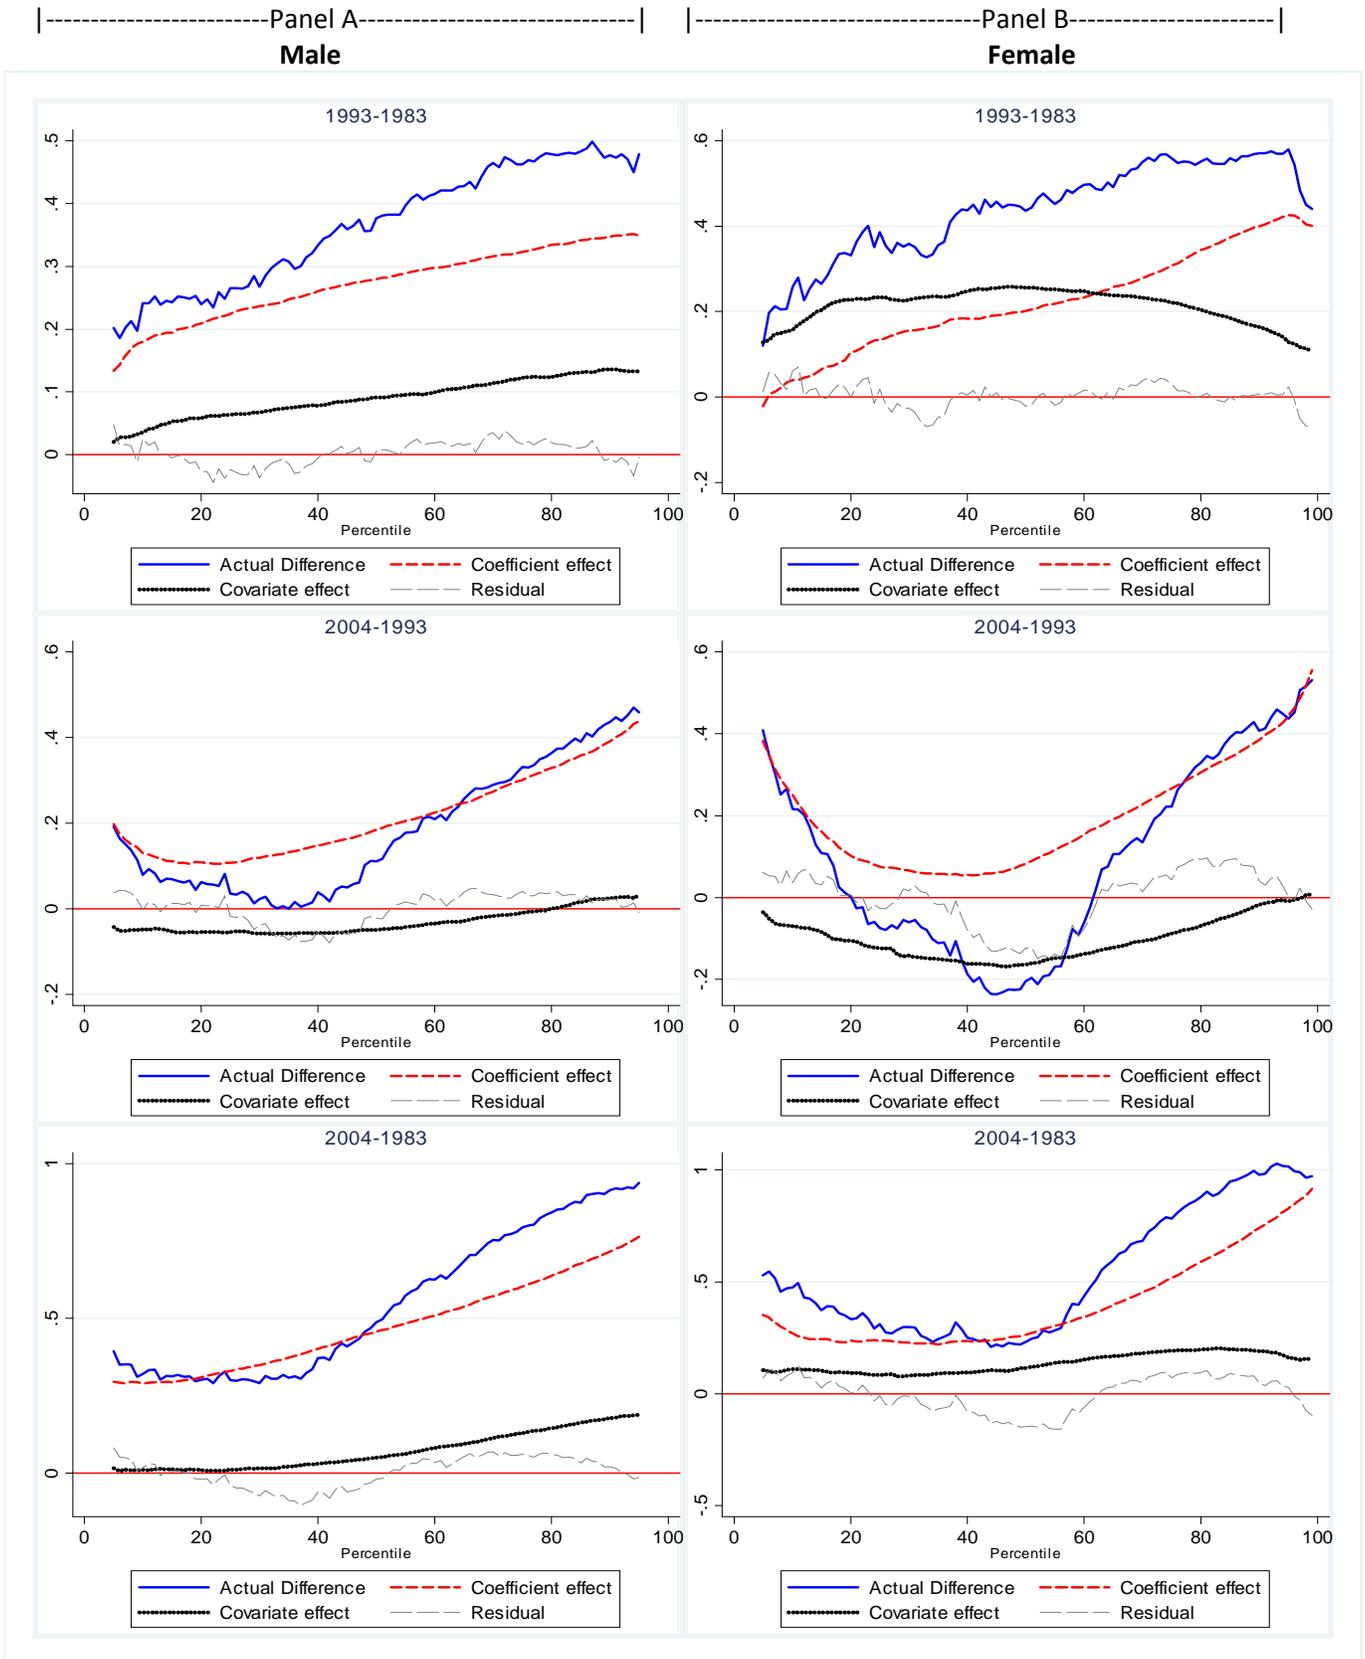 |-----------------------Panel A-----------------------------|
|-----------------------------Panel B---------------------|
Male
Female
1993-1983
.5
.4
.3
.2
.1
0
0 20 40 60 80 100
Percentile
Actual Difference Coefficient effect
Covariate effect Residual
1993-1983
.6
.4
.2
0
-.2
0 20 40 60 80 100
Percentile
Actual Difference Coefficient effect
Covariate effect Residual
2004-1993
.6
.4
.2
0
-.2
0 20 40 60 80 100
Percentile
Actual Difference Coefficient effect
Covariate effect Residual
2004-1993
.6
.4
.2
0
-.2
0 20 40 60 80 100
Percentile
Actual Difference Coefficient effect
Covariate effect Residual
2004-1983
1
.5
0
0 20 40 60 80 100
Percentile
Actual Difference Coefficient effect
Covariate effect Residual
2004-1983
1
.5
0
-.5
0 20 40 60 80 100
Percentile
Actual Difference Coefficient effect
Covariate effect Residual